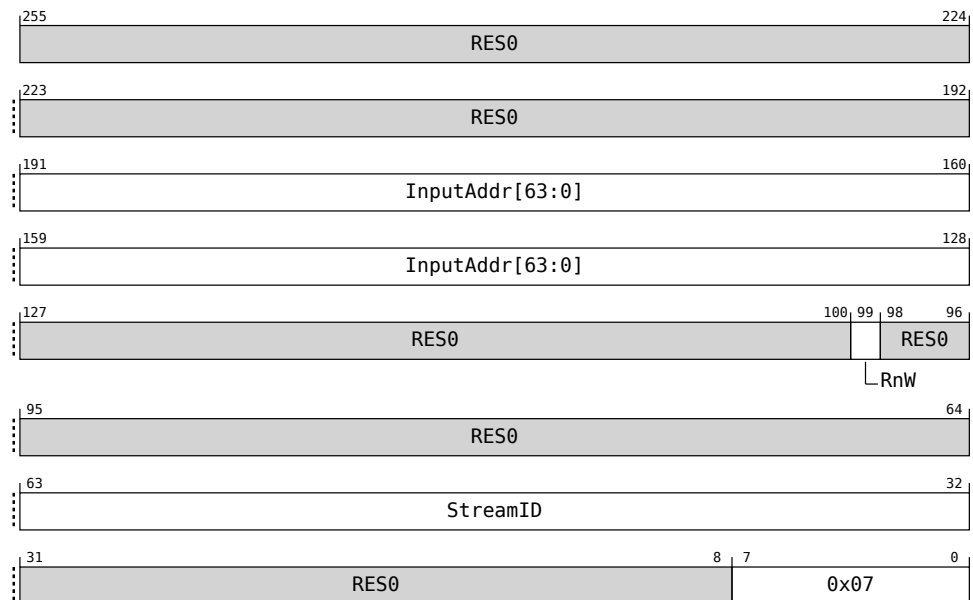 255 224
RES0
223 192
RES0
191 160
InputAddr[63:0]
159 128
InputAddr[63:0]
127 100 99 98 96
RES0 RES0
RnW
95 64
RES0
63 32
StreamID
31 8 7 0
RES0 0x07